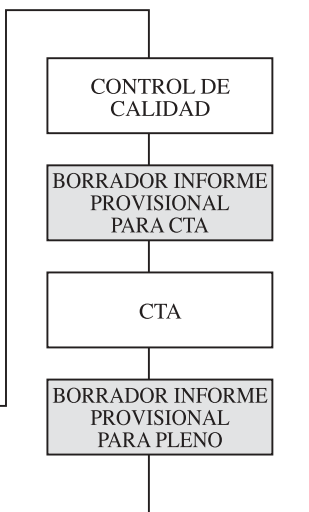 CONTROL DE
CALIDAD
BORRADOR INFORME
PROVISIONAL
PARA CTA
CTA
BORRADOR INFORME
PROVISIONAL
PARA PLENO